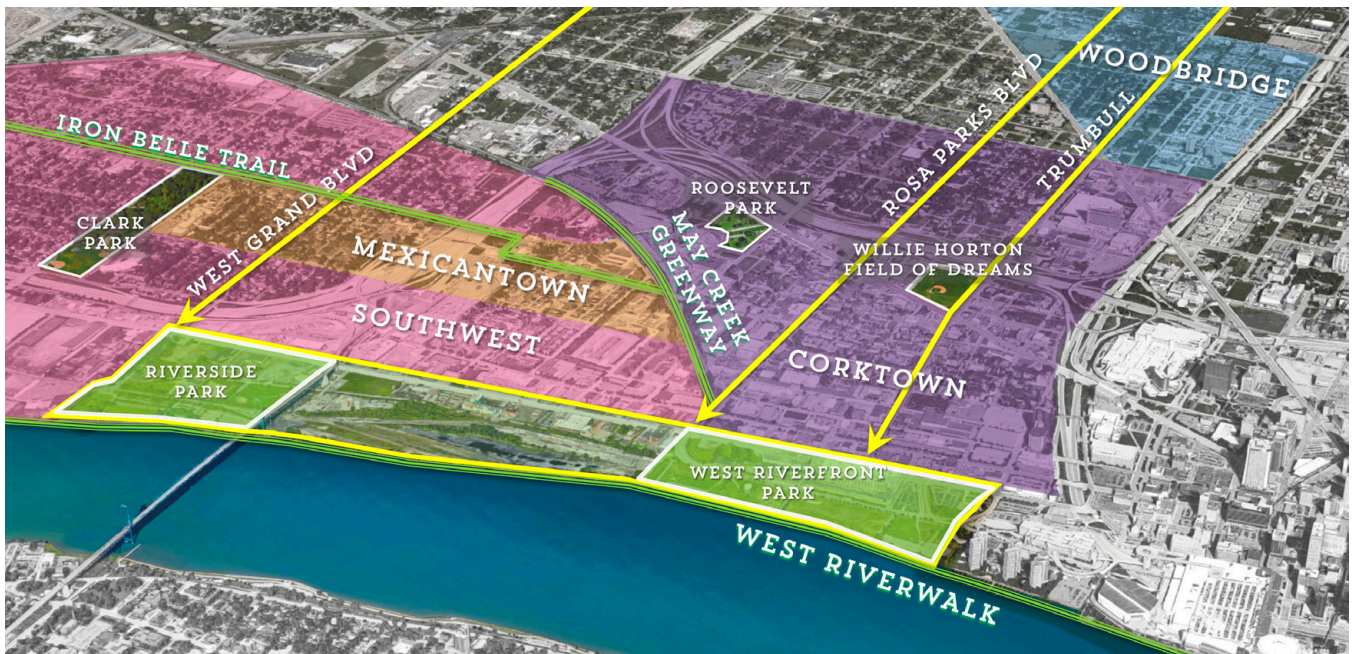 WOODBRIDGE
ROSA PARKS BLVD
TRUMBULL
IRON BELLE TRAIL
WEST GRAND BLVD
CLARK
PARK
ROOSEVELT
PARK
MAY CREEK
GREENWAY
WILLIE HORTON
FIELD OF DREAMS
MEXICANTOWN
SOUTHWEST
CORKTOWN
RIVERSIDE
PARK
WEST RIVERFRONT
PARK
WEST RIVERWALK